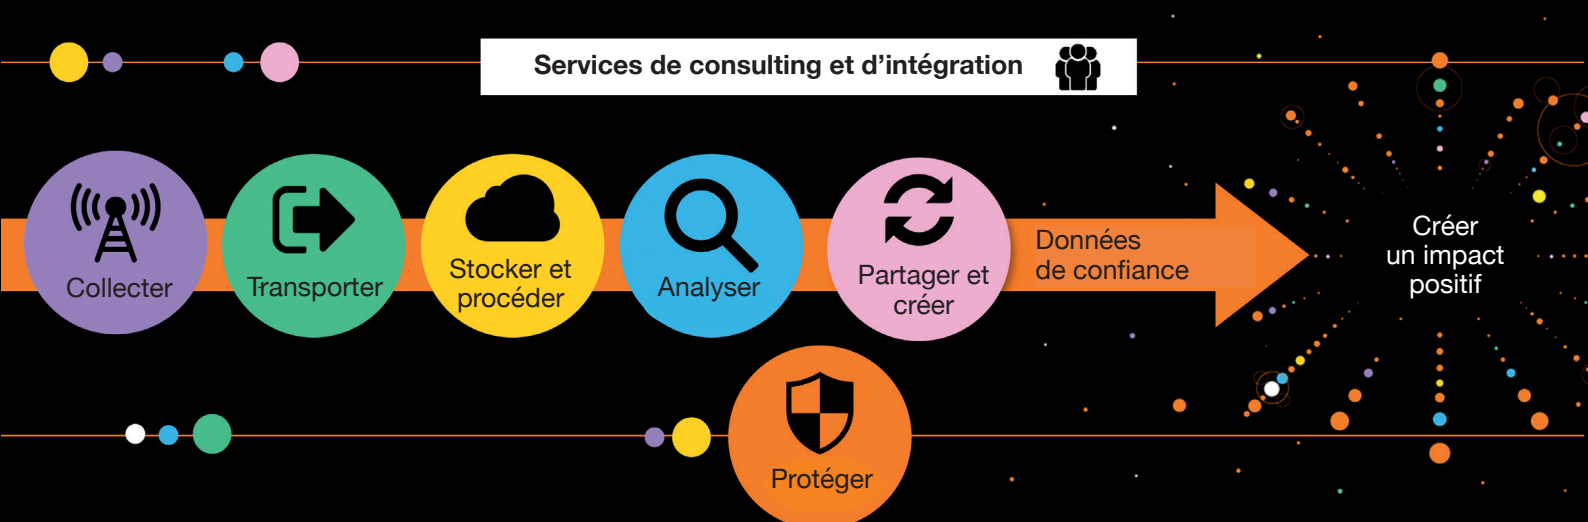 Services de consulting et d'intégration
Collecter
Transporter
Stocker et
procéder
Analyser
Partager et
créer
Données
de confiance
Créer
un impact
positif
Protéger